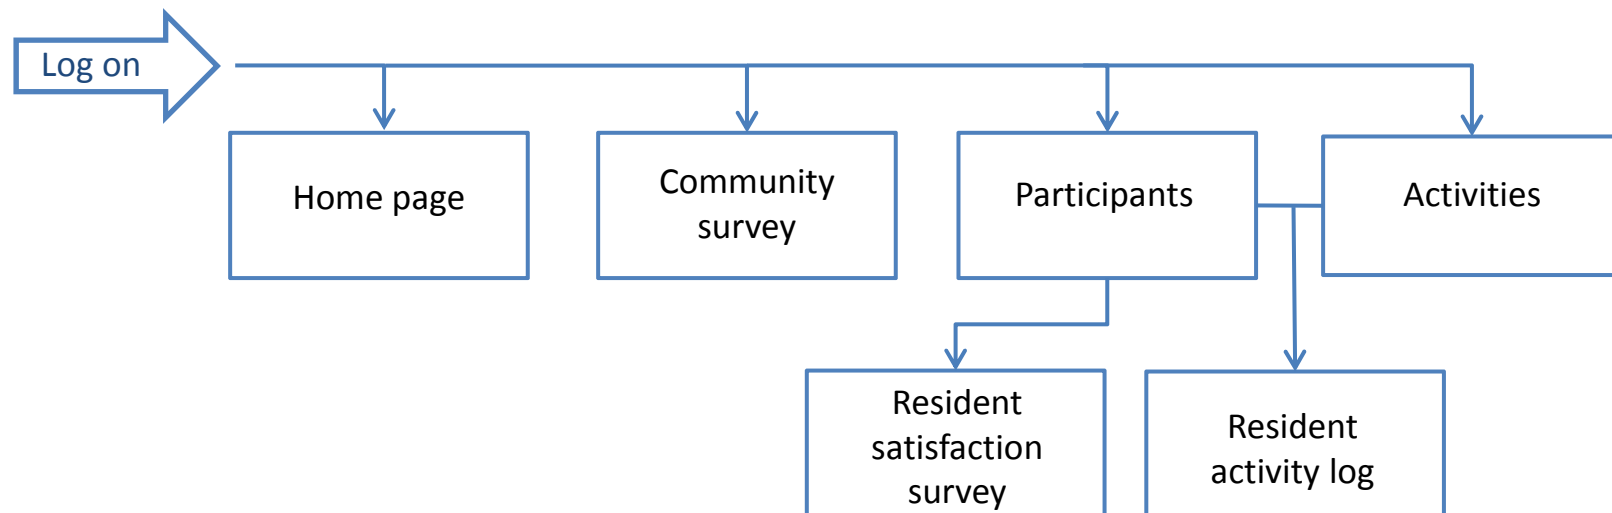 Log on
Home page
Community
survey
Participants
Activities
Resident
satisfaction
survey
Resident
activity log